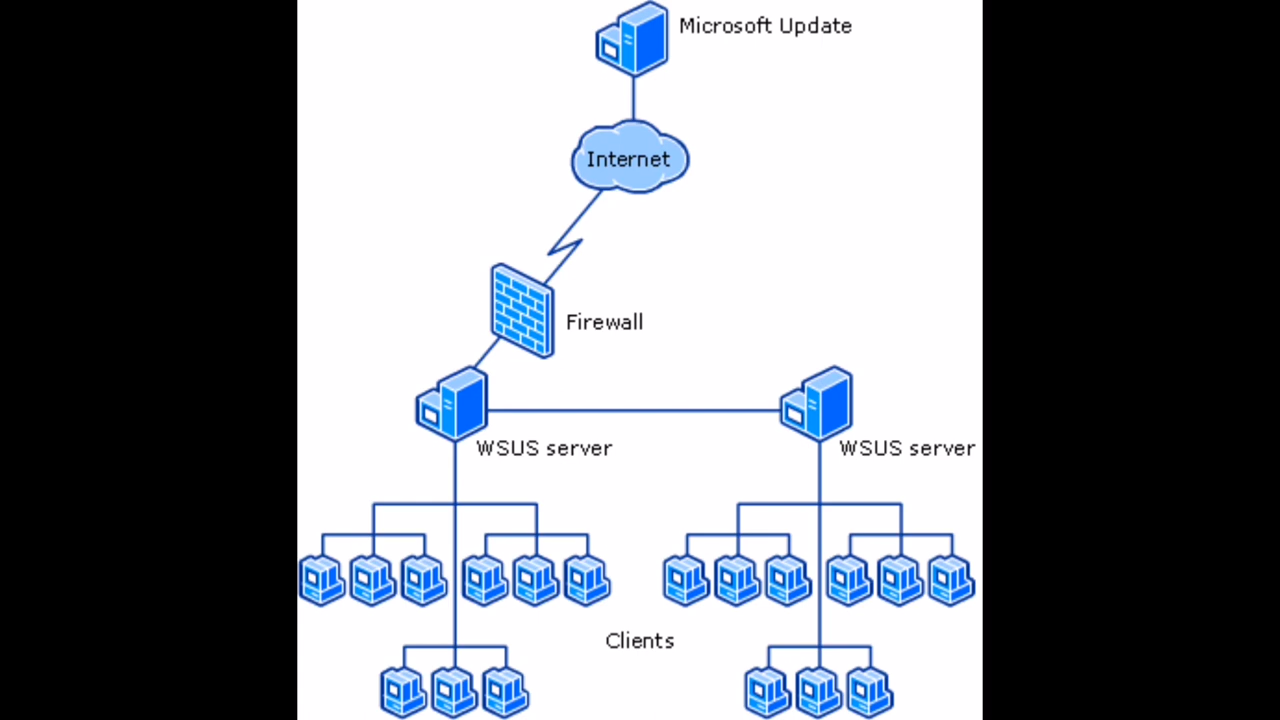 Microsoft Update
Internet
Firewall
WSUS server
WSUS server
Clients